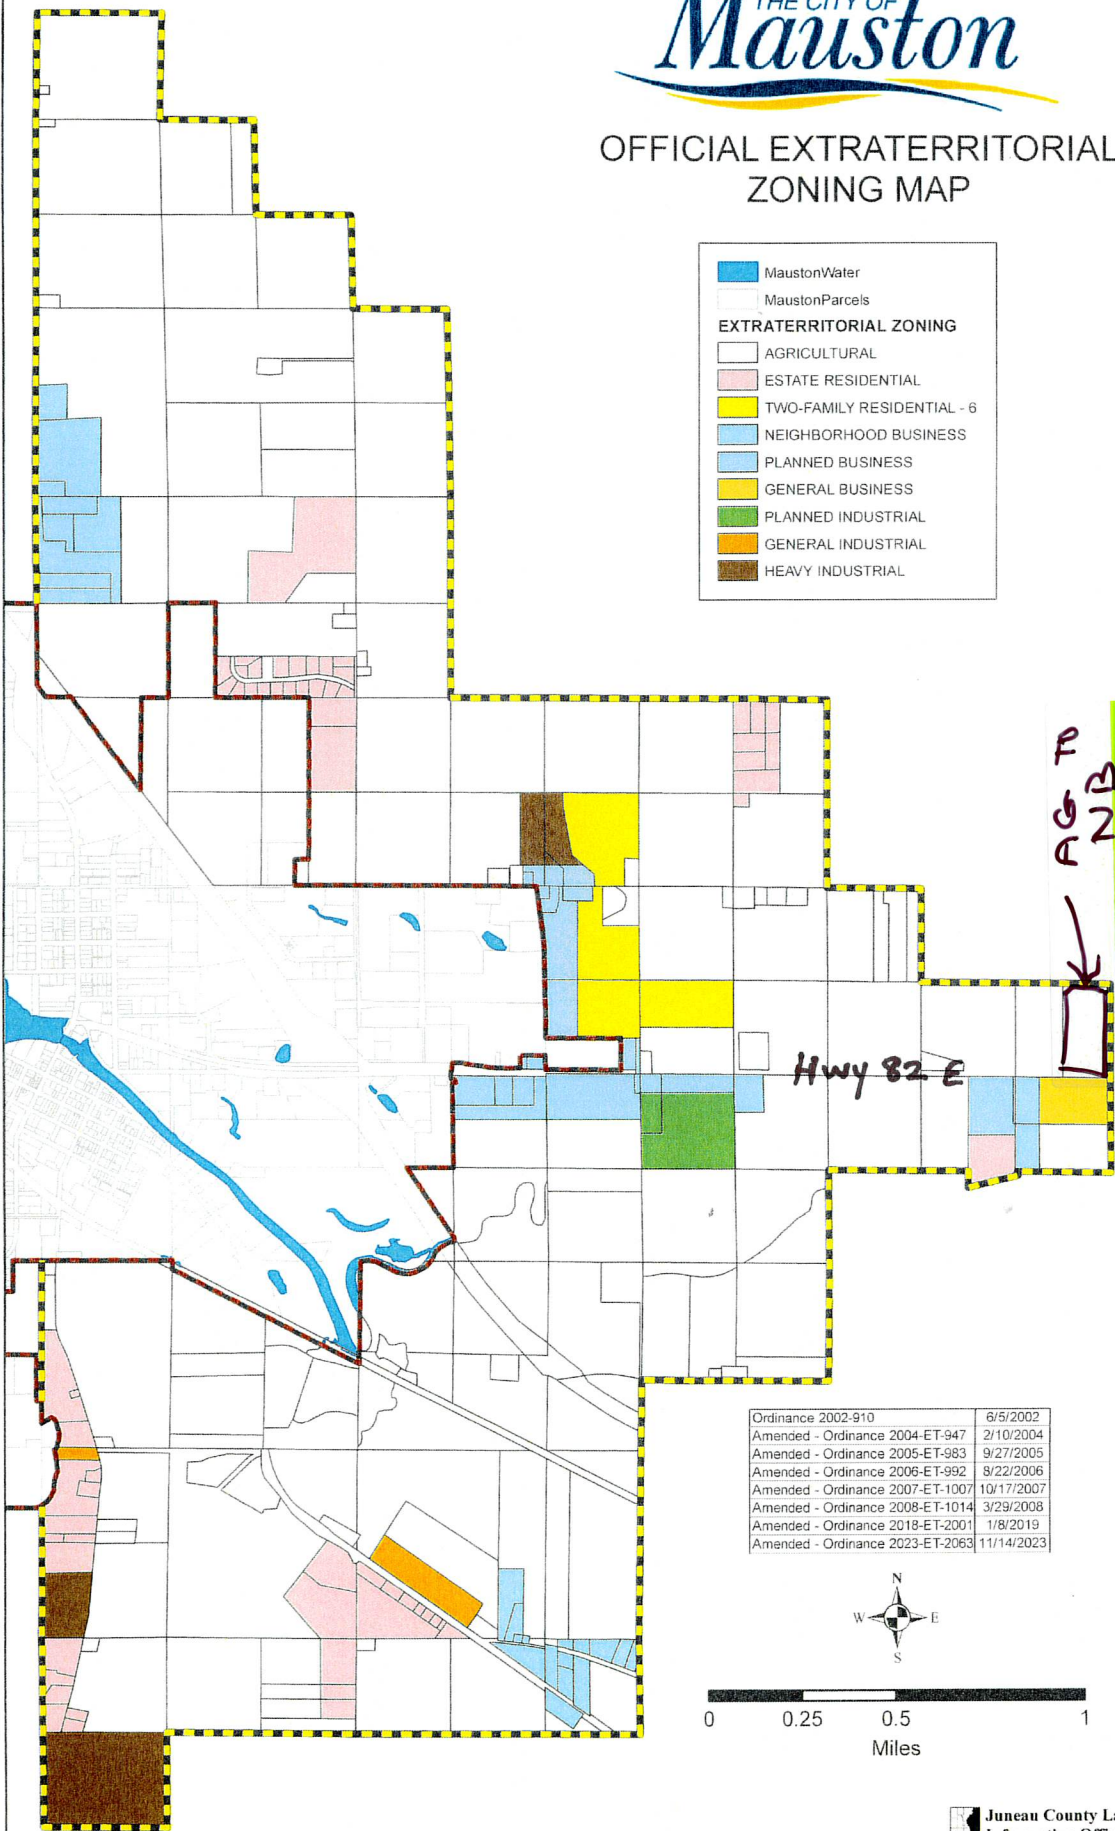 THE CITY OF
Mauston
OFFICIAL EXTRATERRITORIAL
ZONING MAP
MaustonWater
MaustonParcels
EXTRATERRITORIAL ZONING
AGRICULTURAL
ESTATE RESIDENTIAL
TWO-FAMILY RESIDENTIAL - 6
NEIGHBORHOOD BUSINESS
PLANNED BUSINESS
GENERAL BUSINESS
PLANNED INDUSTRIAL
GENERAL INDUSTRIAL
HEAVY INDUSTRIAL
NB
Hwy 82 E
Ordinance 2002-910 6/5/2002
Amended - Ordinance 2004-ET-947 2/10/2004
Amended - Ordinance 2005-ET-983 9/27/2005
Amended - Ordinance 2006-ET-992 8/22/2006
Amended - Ordinance 2007-ET-1007 10/17/2007
Amended - Ordinance 2008-ET-1014 3/29/2008
Amended - Ordinance 2018-ET-2001 1/8/2019
Amended - Ordinance 2023-ET-2063 11/14/2023
N
W E
S
0 0.25 0.5 1
Miles
Juneau County